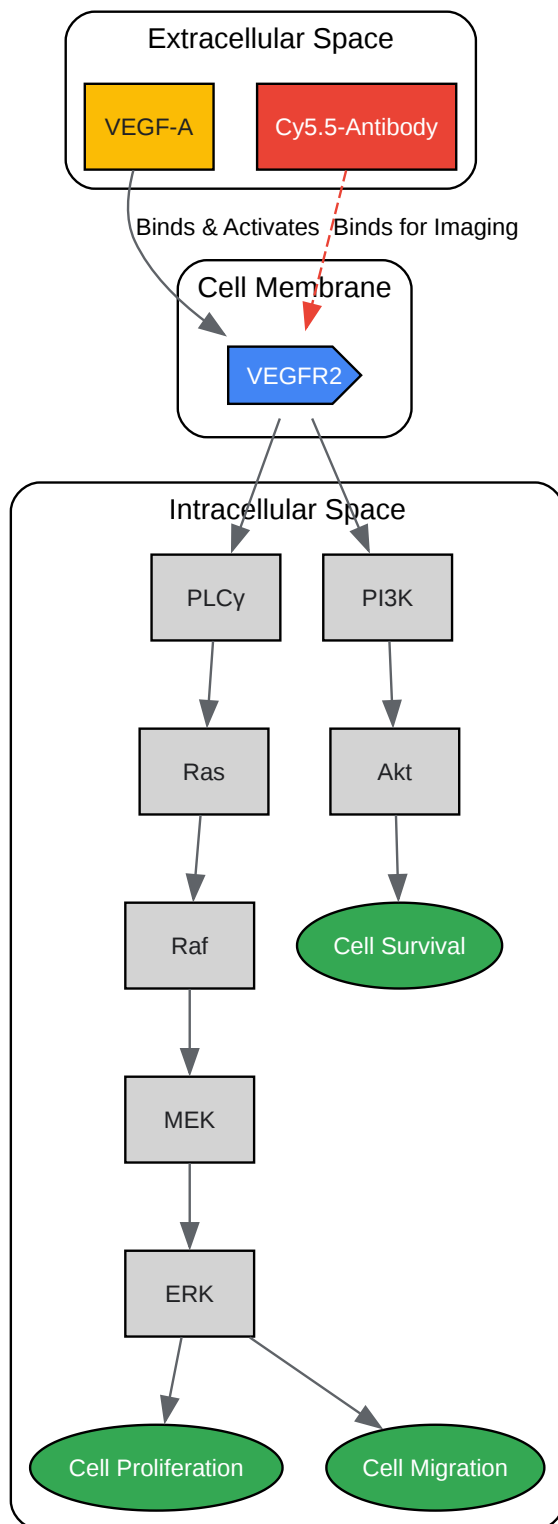 Extracellular Space
VEGF-A
Cy5.5-Antibody
Binds & Activates
Binds for Imaging
Cell Membrane
VEGFR2
Intracellular Space
PLCγ
PI3K
Ras
Akt
Raf
Cell Survival
MEK
ERK
Cell Proliferation
Cell Migration